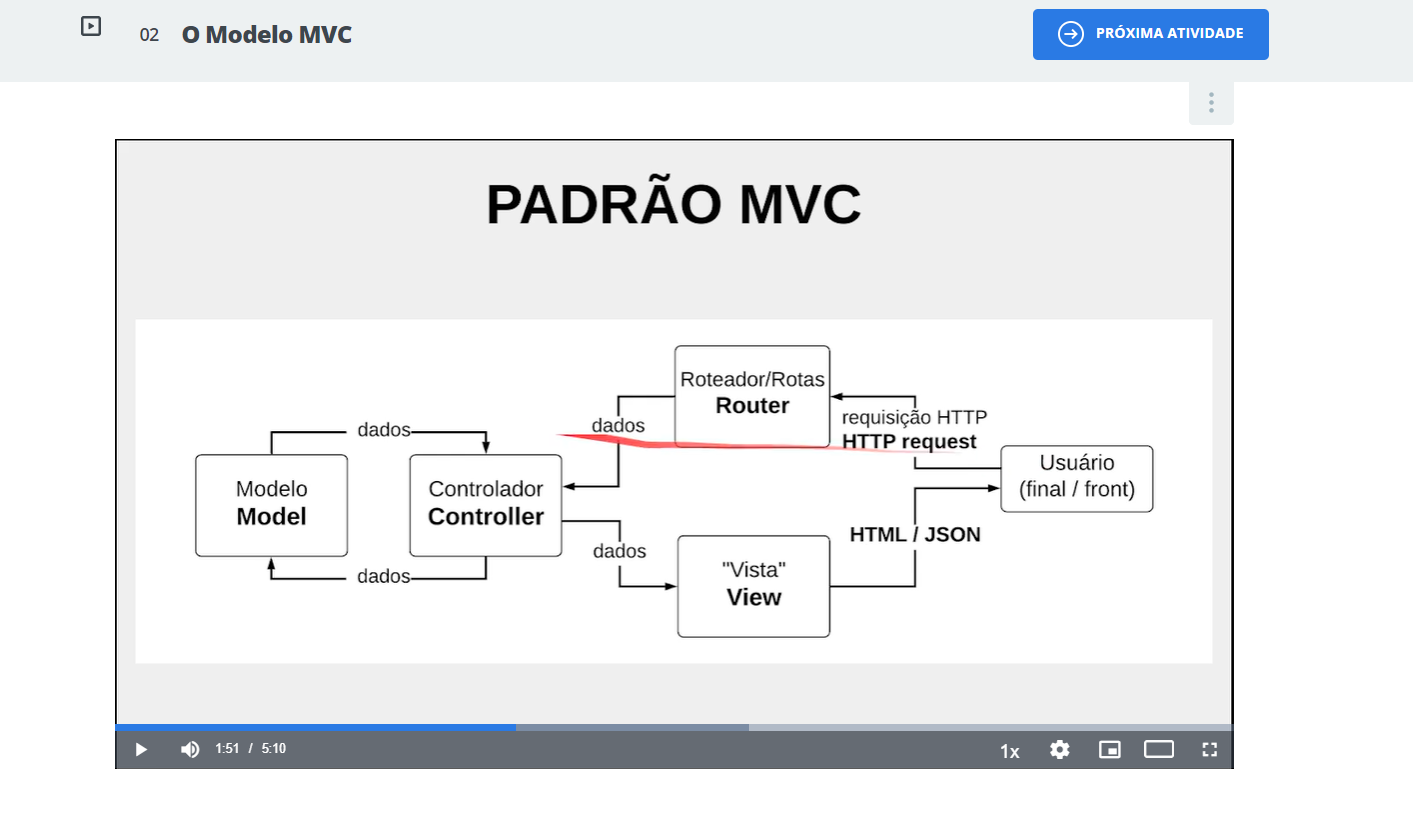 02 O Modelo MVC
PRÓXIMA ATIVIDADE
PADRÃO MVC
Roteador/Rotas
Router
dados
requisição HTTP
HTTP request
dados
Usuário
(final / front)
Modelo
Model
Controlador
Controller
HTML / JSON
dados
"Vista"
View
dados
1:51 / 5:10
1x